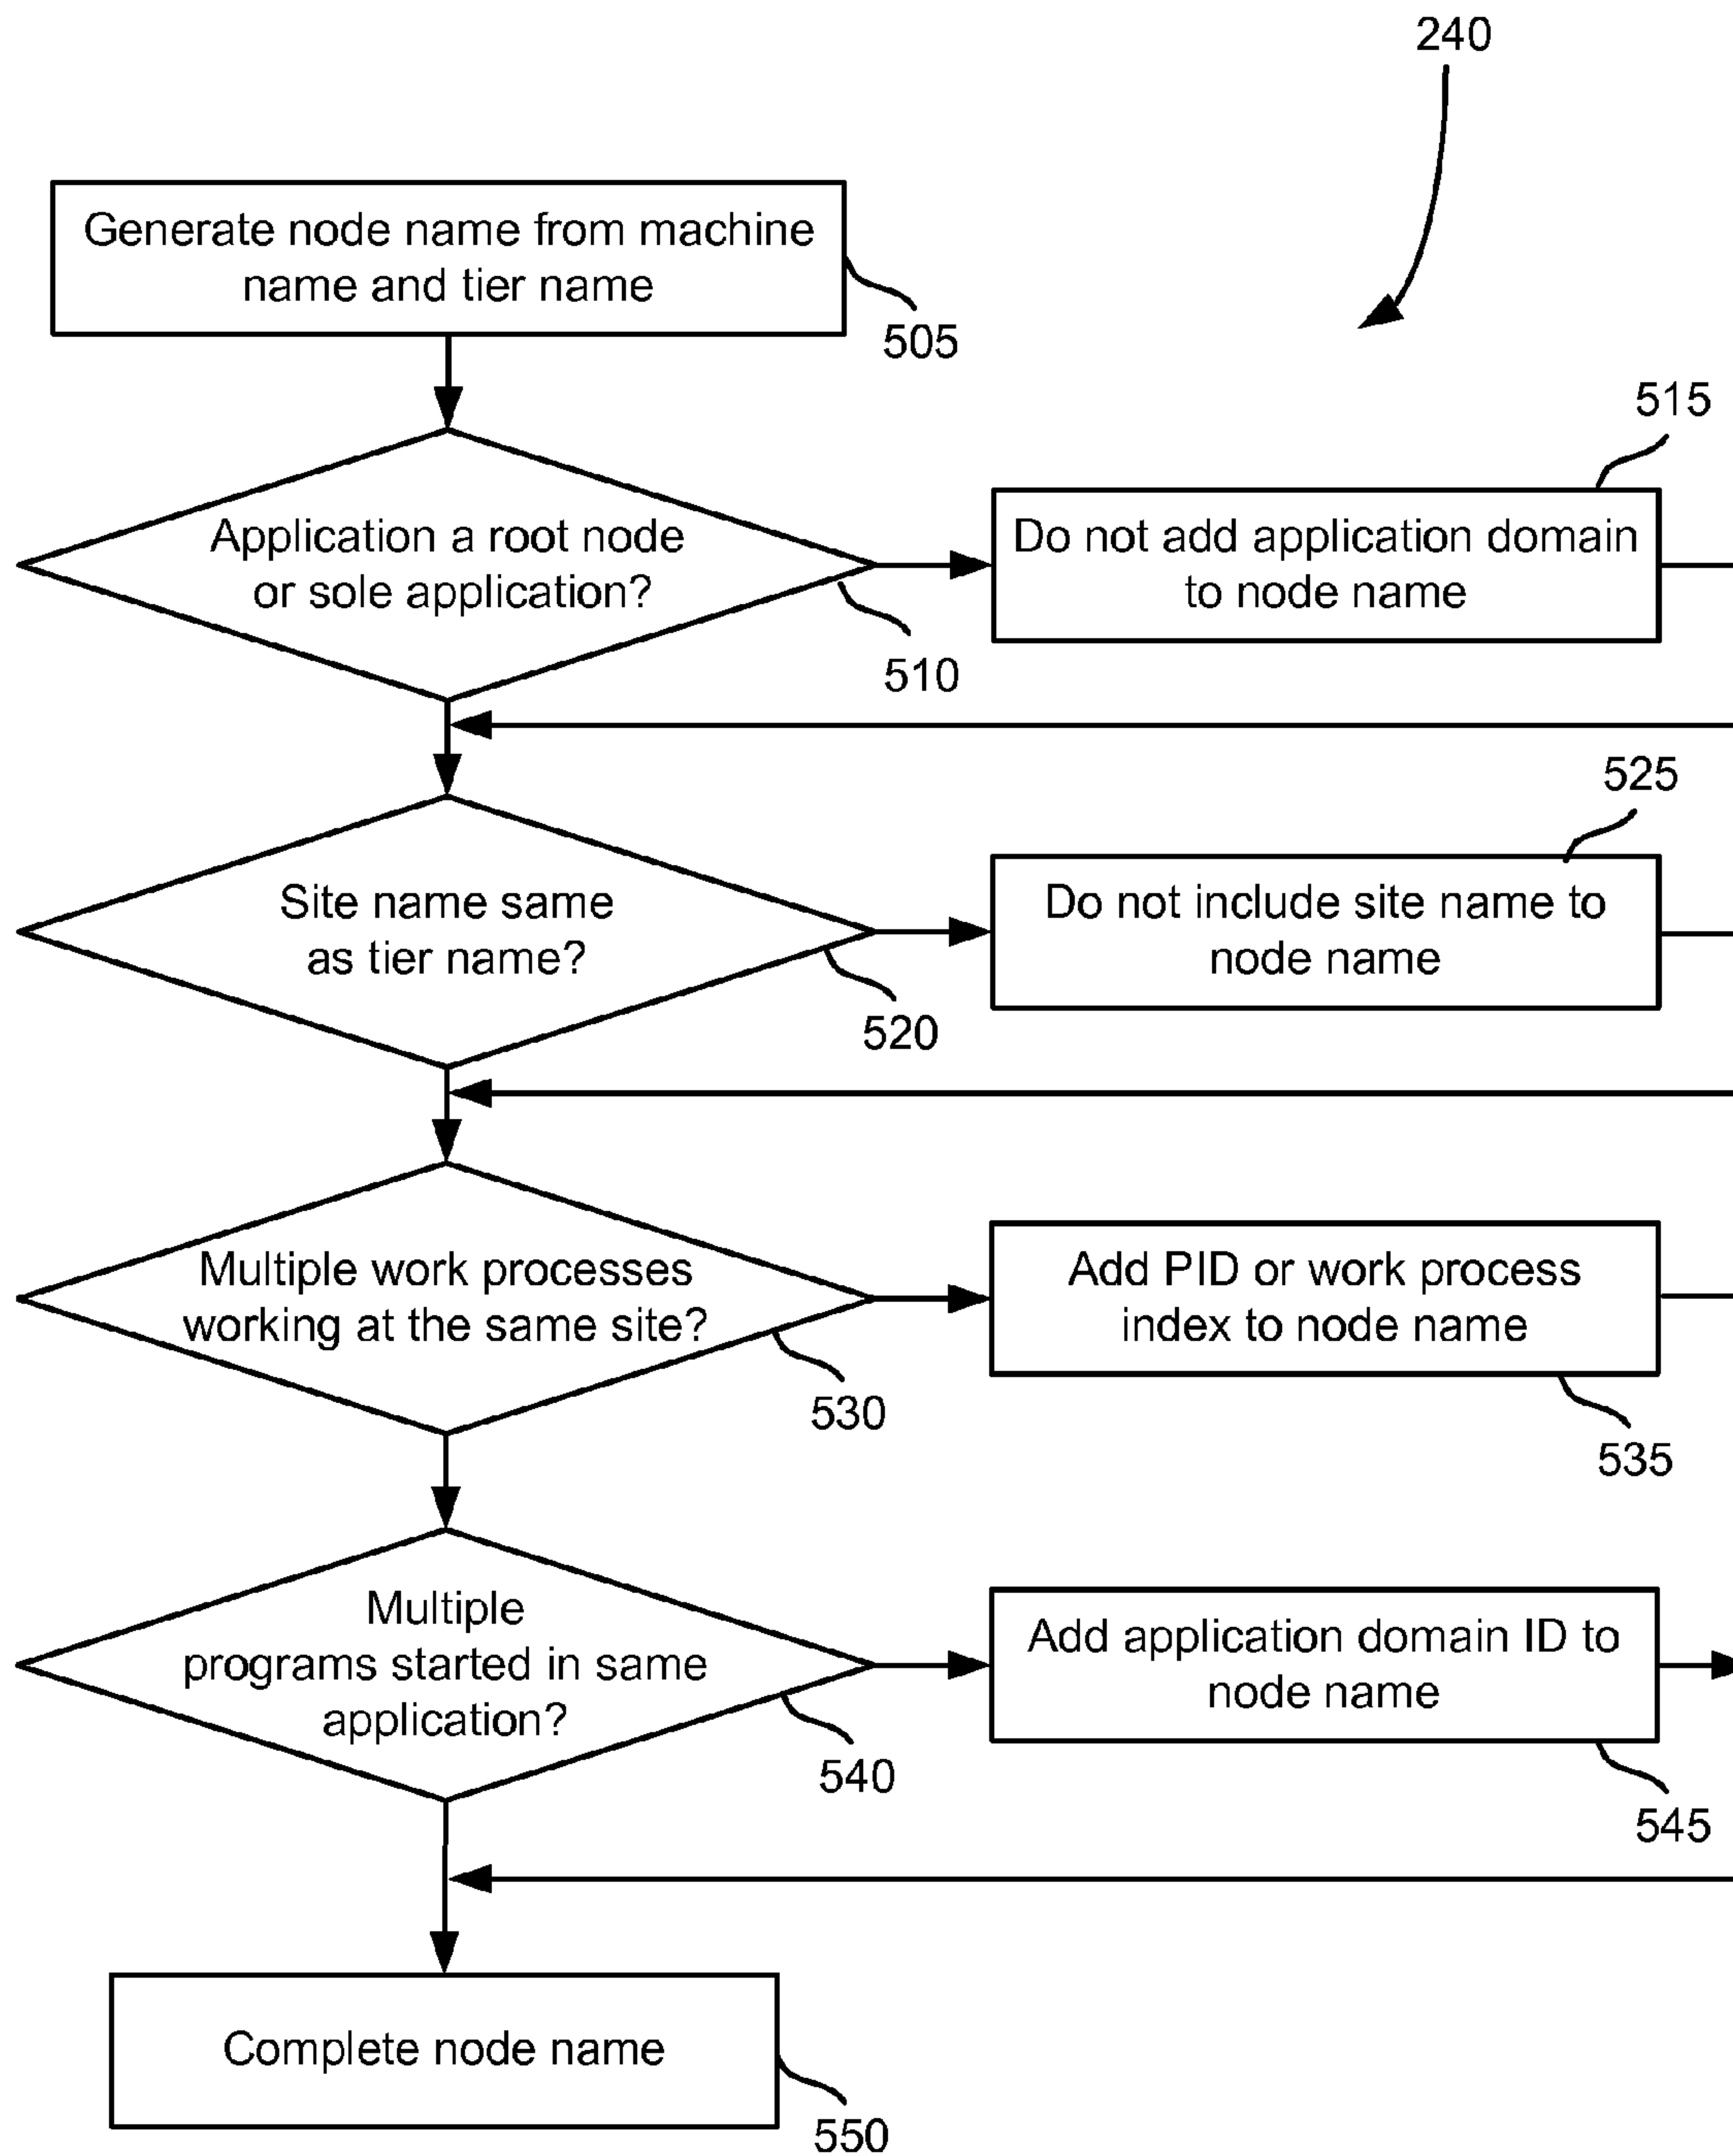 240
Generate node name from machine
name and tier name
505
515
Application a root node
or sole application?
Do not add application domain
to node name
510
525
Site name same
as tier name?
Do not include site name to
node name
520
Multiple work processes
working at the same site?
Add PID or work process
index to node name
530
535
Multiple
programs started in same
application?
Add application domain ID to
node name
540
545
Complete node name
550